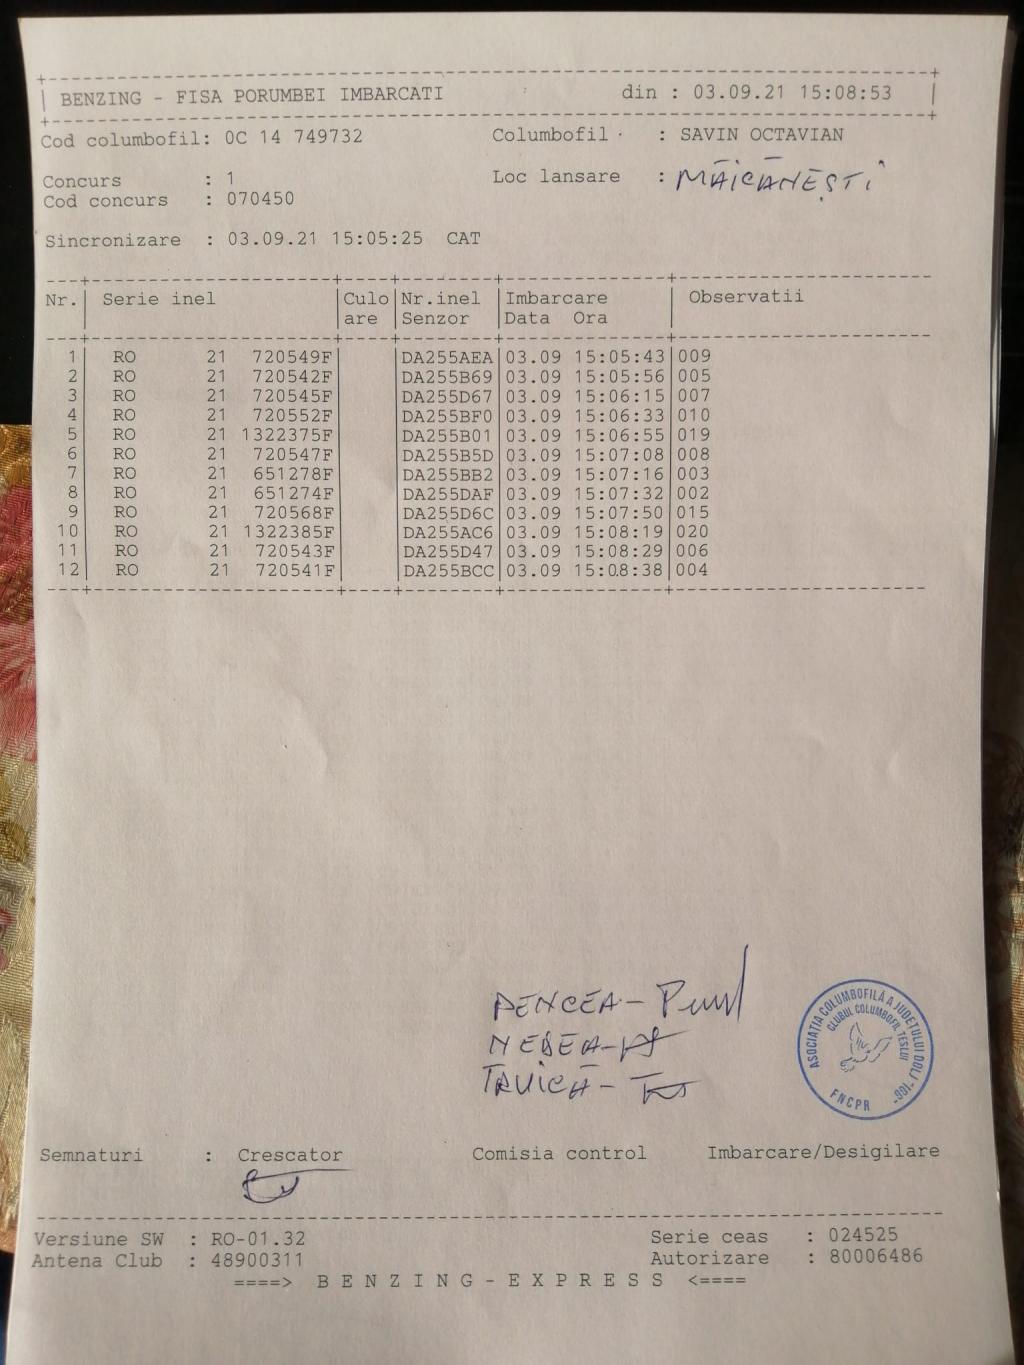 BENZING - FISA PORUMBEI IMBARCATI din : 03.09.21 15:08:53
Cod columbofil: 0C 14 749732 Columbofil : SAVIN OCTAVIAN
Concurs : 1 Loc lansare : MĂICĂNEȘTI
Cod concurs : 070450
Sincronizare : 03.09.21 15:05:25 CAT
Nr. Serie inel Culo Nr.inel Imbarcare Observatii
are Senzor Data Ora
1 RO 21 720549F DA255AEA 03.09 15:05:43 009
2 RO 21 720542F DA255B69 03.09 15:05:56 005
3 RO 21 720545F DA255D67 03.09 15:06:15 007
4 RO 21 720552F DA255BF0 03.09 15:06:33 010
5 RO 21 1322375F DA255B01 03.09 15:06:55 019
6 RO 21 720547F DA255B5D 03.09 15:07:08 008
7 RO 21 651278F DA255BB2 03.09 15:07:16 003
8 RO 21 651274F DA255DAF 03.09 15:07:32 002
9 RO 21 720568F DA255D6C 03.09 15:07:50 015
10 RO 21 1322385F DA255AC6 03.09 15:08:19 020
11 RO 21 720543F DA255D47 03.09 15:08:29 006
12 RO 21 720541F DA255BCC 03.09 15:08:38 004
PENCEA -
NEBEA -
TRUICĂ -
ASOCIAȚIA COLUMBOFILĂ A JUDEȚULUI DOLJ "106"
CLUBUL COLUMBOFIL TESLUI
FNCPR
Semnaturi : Crescator Comisia control Imbarcare/Desigilare
Versiune SW : RO-01.32 Serie ceas : 024525
Antena Club : 48900311 Autorizare : 80006486
====> BENZING-EXPRESS <====